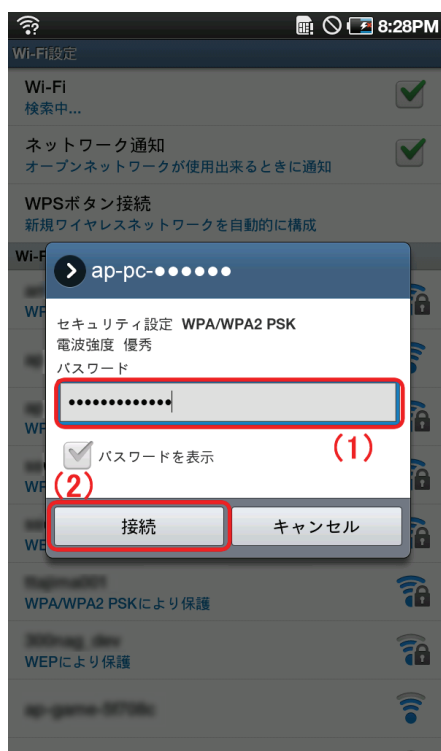 8:28PM
Wi-Fi設定
Wi-Fi
検索中...
ネットワーク通知
オープンネットワークが使用出来るときに通知
WPSボタン接続
新規ワイヤレスネットワークを自動的に構成
Wi-F
ap-pc-●●●●●●
WP
セキュリティ設定 WPA/WPA2 PSK
電波強度 優秀
パスワード
•••••••••••••
(1)
WP
パスワードを表示
WP
(2)
接続 キャンセル
WE
WPA/WPA2 PSKにより保護
WEPにより保護